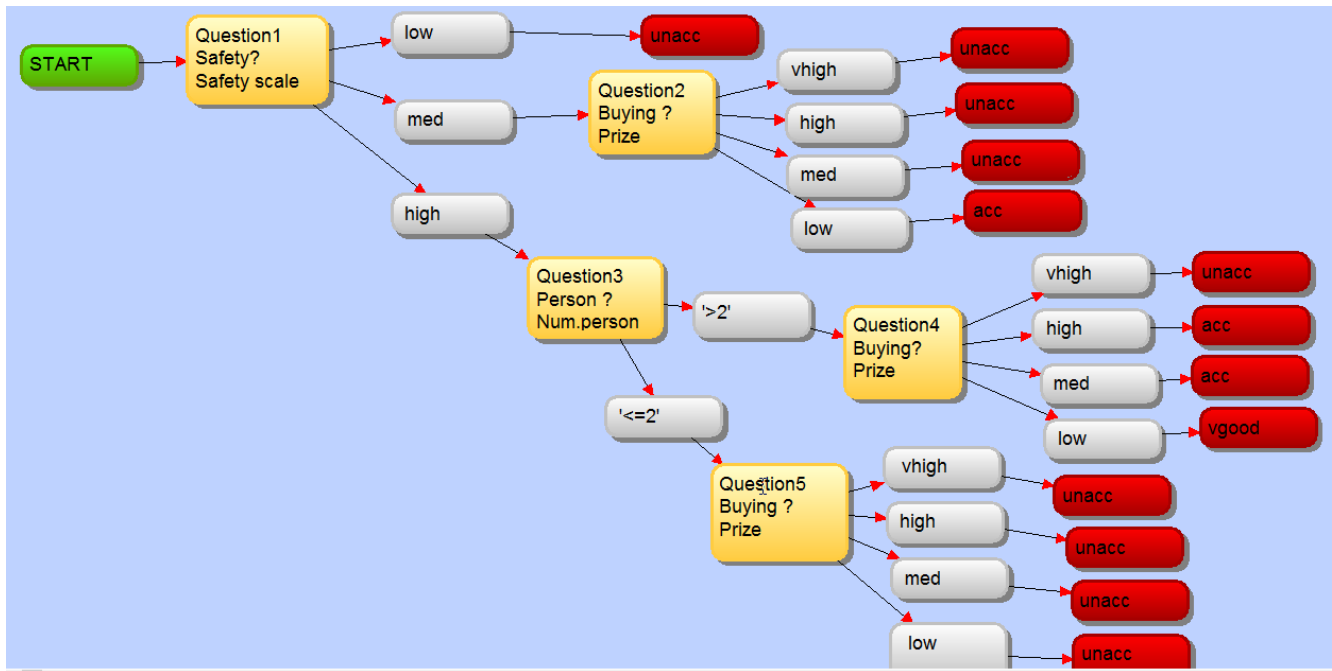 START
Question1
Safety?
Safety scale
low
unacc
med
Question2
Buying ?
Prize
vhigh
unacc
high
unacc
med
unacc
low
acc
high
Question3
Person ?
Num.person
'>2'
Question4
Buying?
Prize
vhigh
unacc
high
acc
med
acc
low
vgood
'<=2'
Question5
Buying ?
Prize
vhigh
unacc
high
unacc
med
unacc
low
unacc